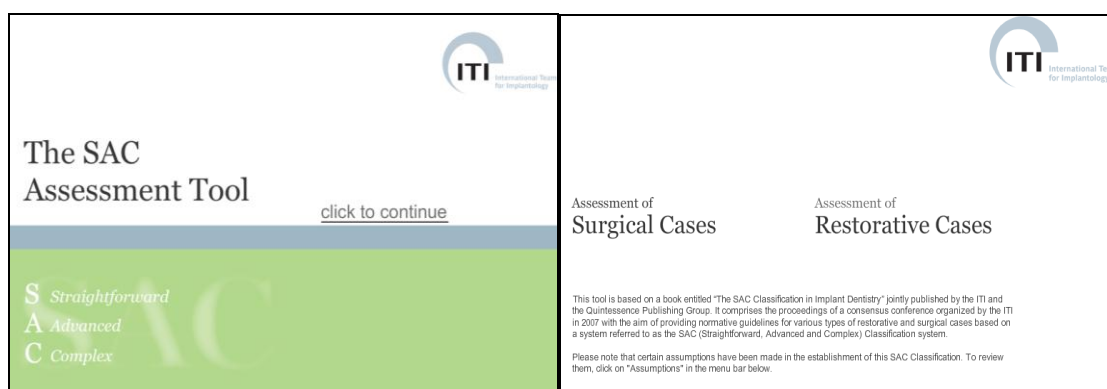 ITI International Team
for Implantology
The SAC
Assessment Tool
click to continue
SAC
S Straightforward
A Advanced
C Complex
ITI International Te
for Implantology
Assessment of
Surgical Cases
Assessment of
Restorative Cases
This tool is based on a book entitled "The SAC Classification in Implant Dentistry" jointly published by the ITI and
the Quintessence Publishing Group. It comprises the proceedings of a consensus conference organized by the ITI
in 2007 with the aim of providing normative guidelines for various types of restorative and surgical cases based on
a system referred to as the SAC (Straightforward, Advanced and Complex) Classification system.
Please note that certain assumptions have been made in the establishment of this SAC Classification. To review
them, click on "Assumptions" in the menu bar below.